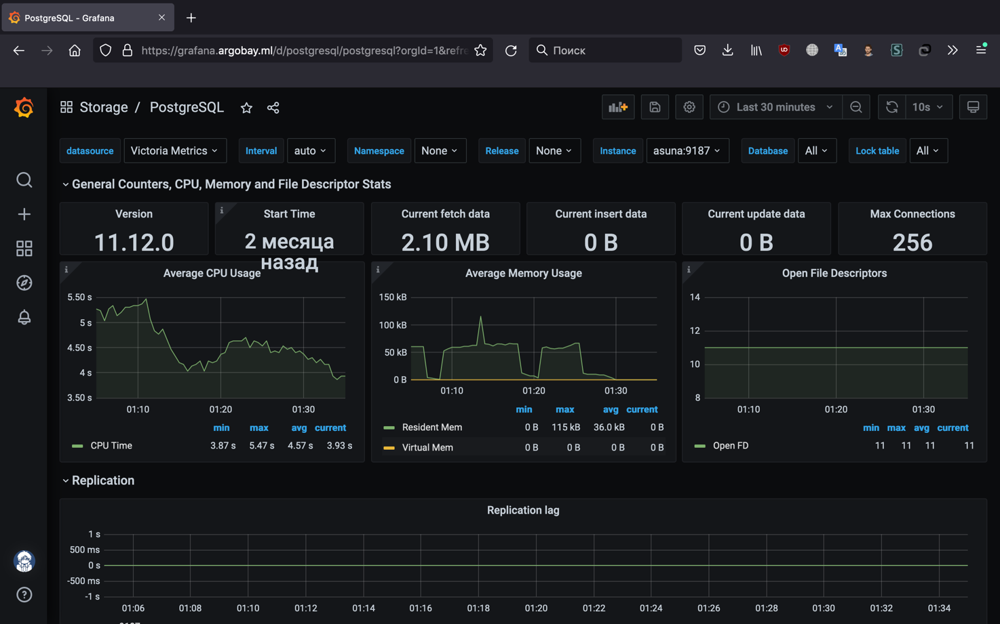 PostgreSQL - Grafana
https://grafana.argobay.ml/d/postgresql/postgresql?orgId=1&refre
Поиск
Storage / PostgreSQL
Last 30 minutes
10s
datasource Victoria Metrics Interval auto Namespace None Release None Instance asuna:9187 Database All Lock table All
General Counters, CPU, Memory and File Descriptor Stats
Version
11.12.0
Start Time
2 месяца
назад
Current fetch data
2.10 MB
Current insert data
0 B
Current update data
0 B
Max Connections
256
Average CPU Usage
5.50 s
5 s
4.50 s
4 s
3.50 s
01:10 01:20 01:30
min max avg current
CPU Time 3.87 s 5.47 s 4.57 s 3.93 s
Average Memory Usage
150 kB
100 kB
50 kB
0 B
01:10 01:20 01:30
min max avg current
Resident Mem 0 B 115 kB 36.0 kB 0 B
Virtual Mem 0 B 0 B 0 B 0 B
Open File Descriptors
14
12
10
8
01:10 01:20 01:30
min max avg current
Open FD 11 11 11 11
Replication
Replication lag
1 s
500 ms
0 s
-500 ms
-1 s
01:06 01:08 01:10 01:12 01:14 01:16 01:18 01:20 01:22 01:24 01:26 01:28 01:30 01:32 01:34